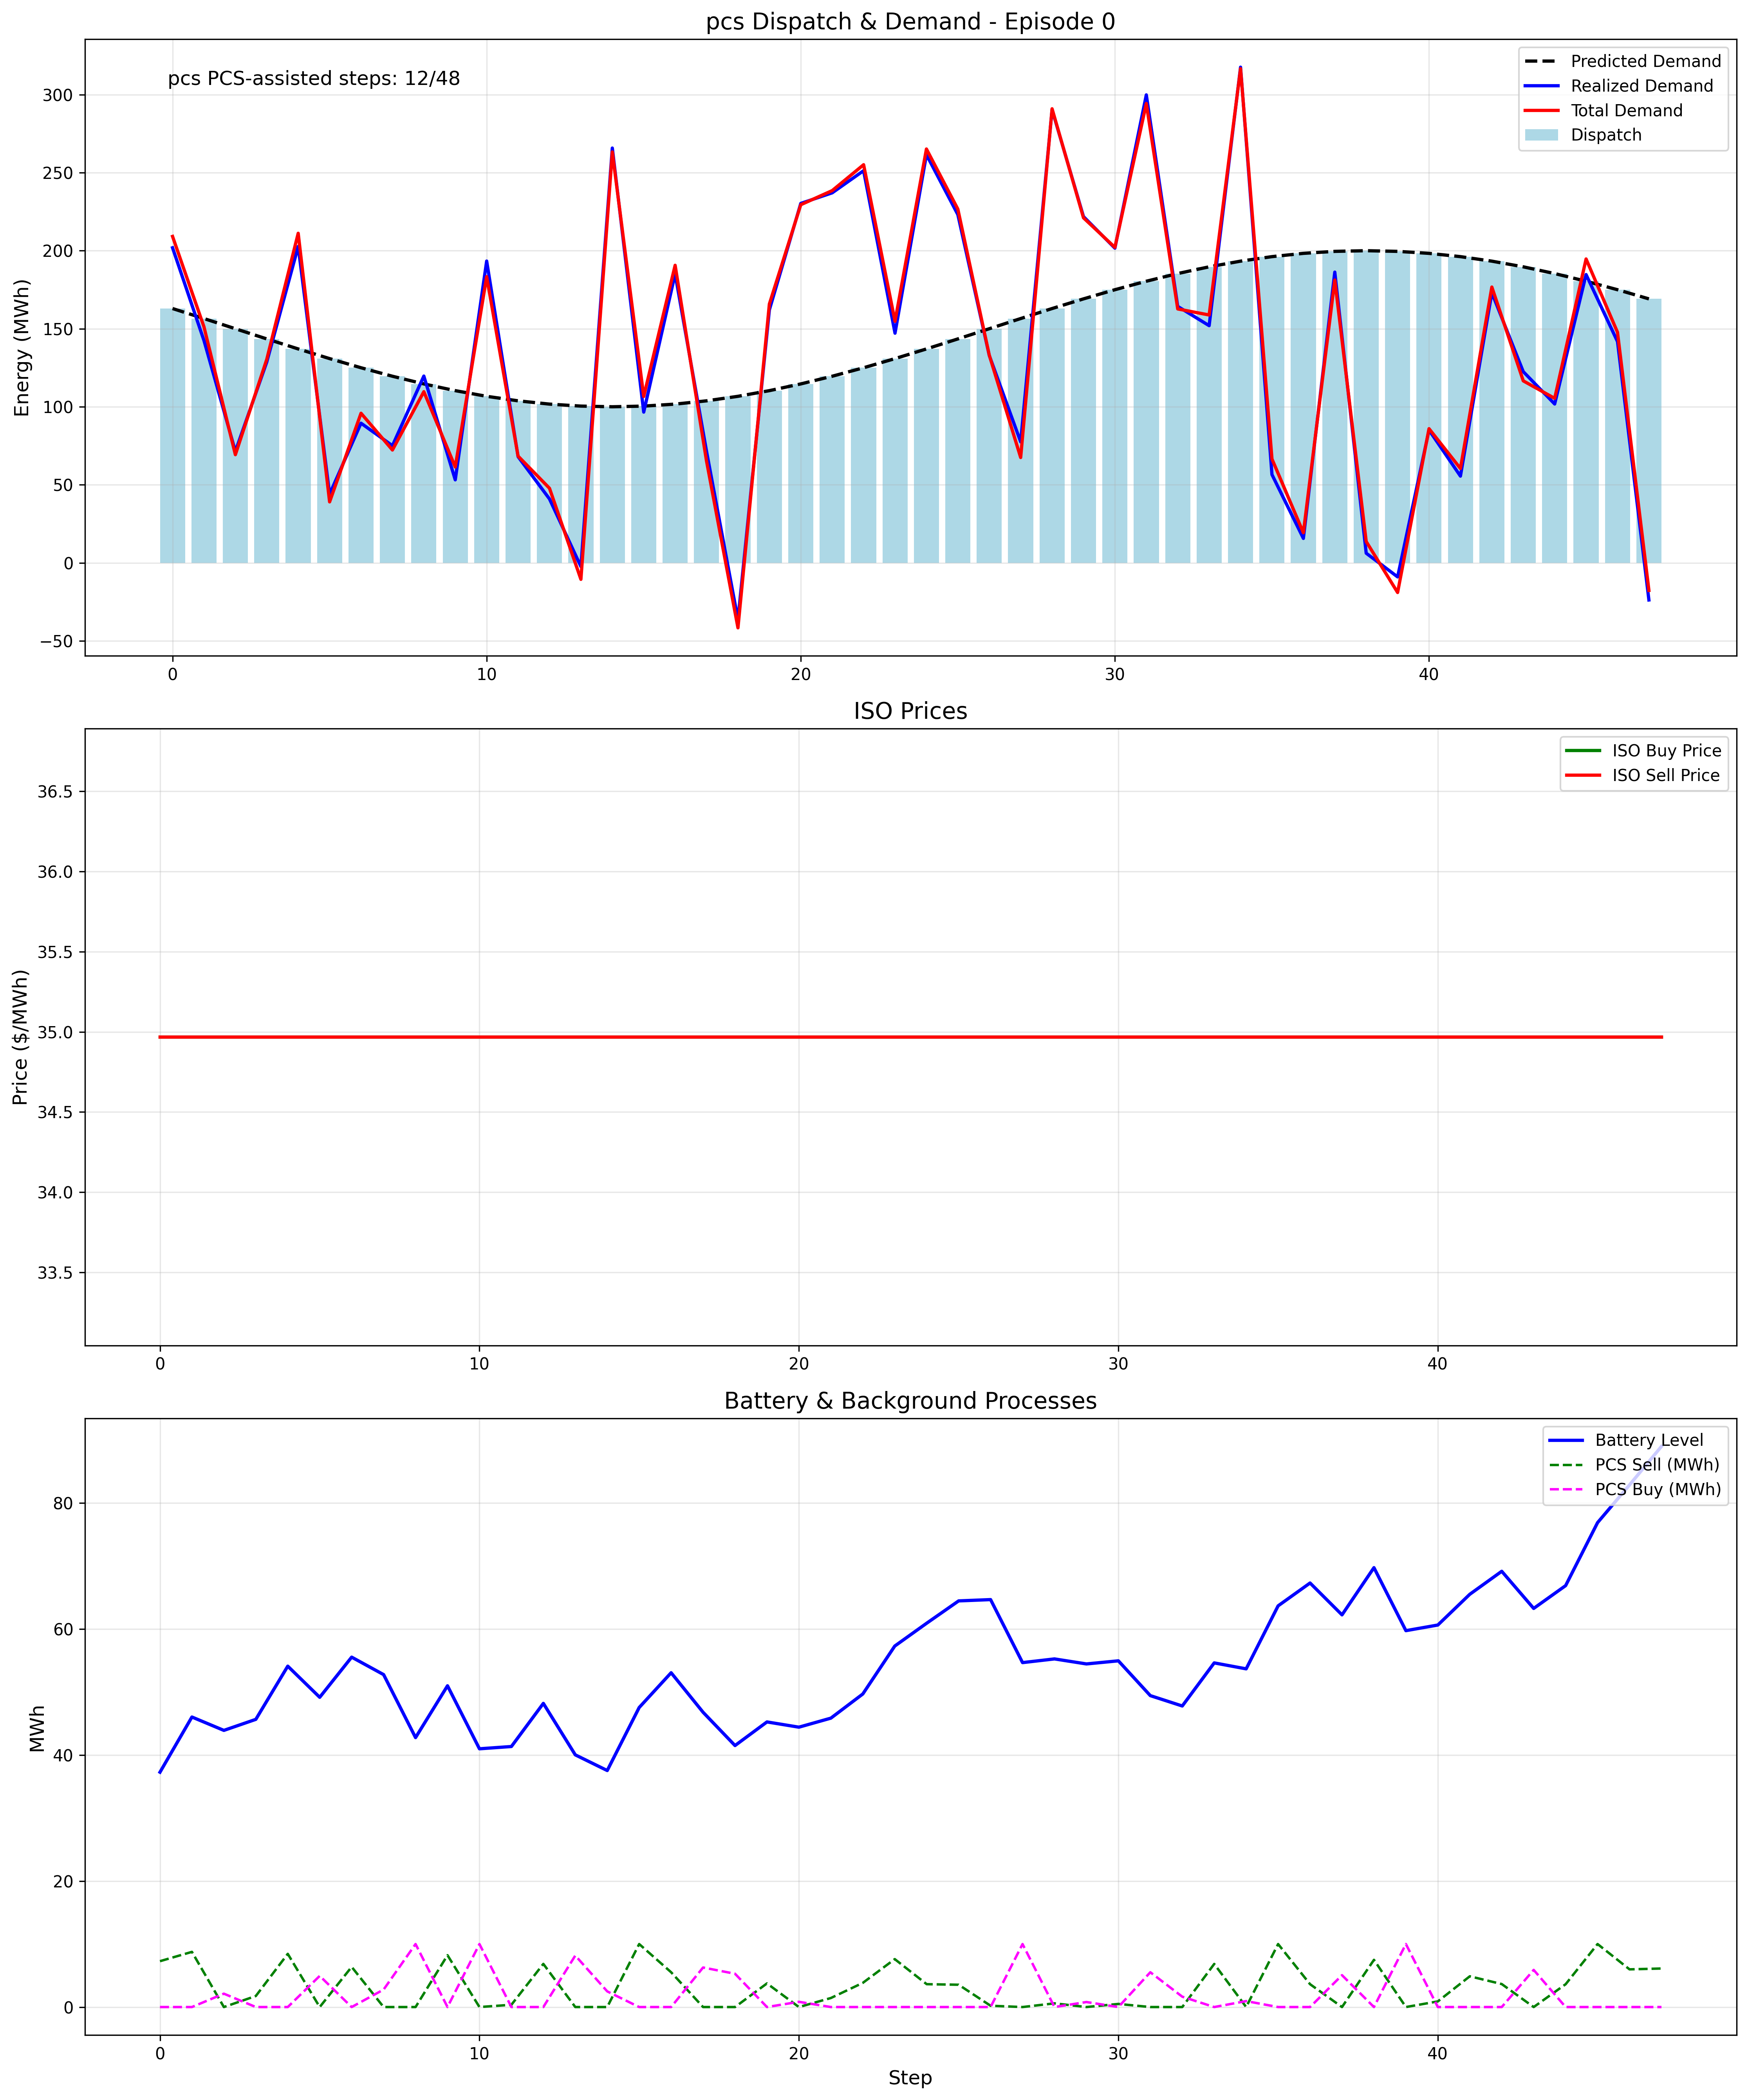 pcs Dispatch & Demand - Episode 0
pcs PCS-assisted steps: 12/48
Predicted Demand
Realized Demand
Total Demand
Dispatch
Energy (MWh)
300
250
200
150
100
50
0
−50
0 10 20 30 40
ISO Prices
ISO Buy Price
ISO Sell Price
Price ($/MWh)
36.5
36.0
35.5
35.0
34.5
34.0
33.5
0 10 20 30 40
Battery & Background Processes
Battery Level
PCS Sell (MWh)
PCS Buy (MWh)
MWh
80
60
40
20
0
0 10 20 30 40
Step